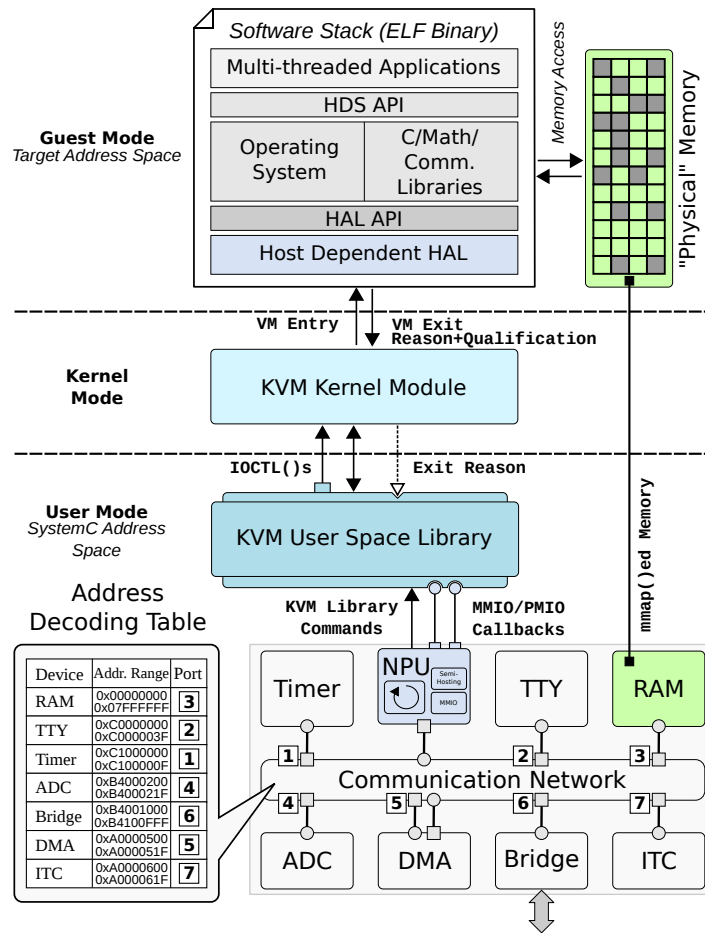 Software Stack (ELF Binary)
Multi-threaded Applications
HDS API
Operating
System
C/Math/
Comm.
Libraries
HAL API
Host Dependent HAL
Memory Access
"Physical" Memory
Guest Mode
Target Address Space
VM Entry
VM Exit
Reason+Qualification
Kernel
Mode
KVM Kernel Module
IOCTL()s
Exit Reason
User Mode
SystemC Address
Space
KVM User Space Library
mmap()ed Memory
KVM Library
Commands
MMIO/PMIO
Callbacks
Address
Decoding Table
Device Addr. Range Port
RAM 0x00000000
0x07FFFFFF 3
TTY 0xC0000000
0xC000003F 2
Timer 0xC1000000
0xC100000F 1
ADC 0xB4000200
0xB400021F 4
Bridge 0xB4001000
0xB4100FFF 6
DMA 0xA0000500
0xA000051F 5
ITC 0xA0000600
0xA000061F 7
Timer
NPU
Semi-
Hosting
MMIO
TTY
RAM
1 2 3
Communication Network
4 5 6 7
ADC
DMA
Bridge
ITC